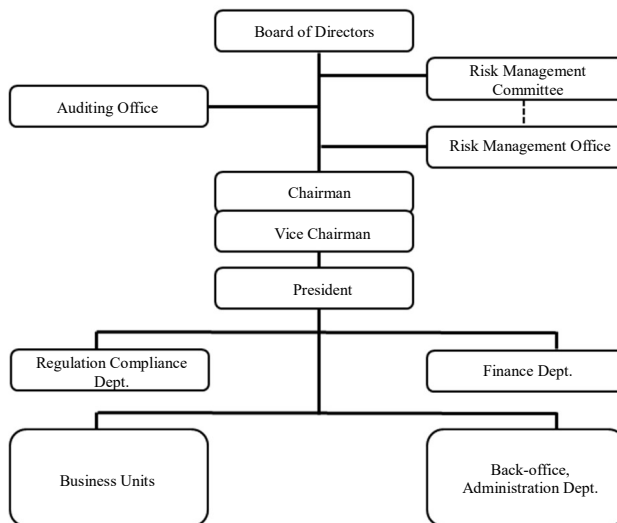 Board of Directors
Risk Management
Committee
Auditing Office
Risk Management Office
Chairman
Vice Chairman
President
Regulation Compliance
Dept.
Finance Dept.
Business Units
Back-office,
Administration Dept.